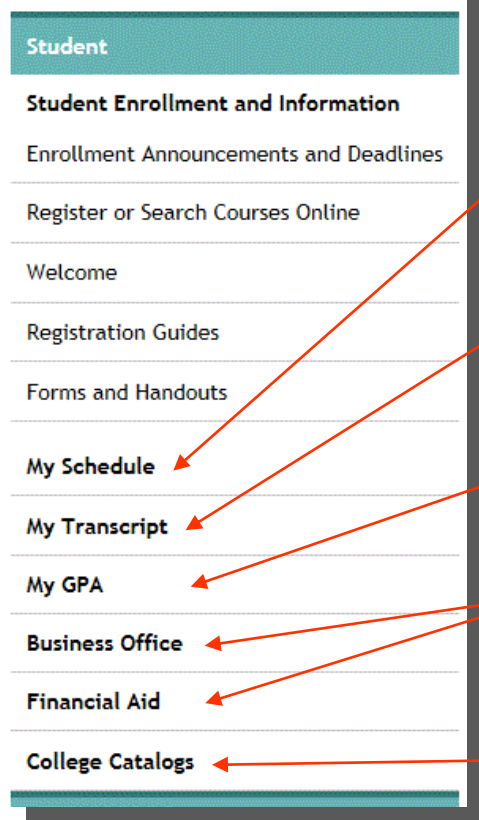 Student
Student Enrollment and Information
Enrollment Announcements and Deadlines
Register or Search Courses Online
Welcome
Registration Guides
Forms and Handouts
My Schedule
My Transcript
My GPA
Business Office
Financial Aid
College Catalogs